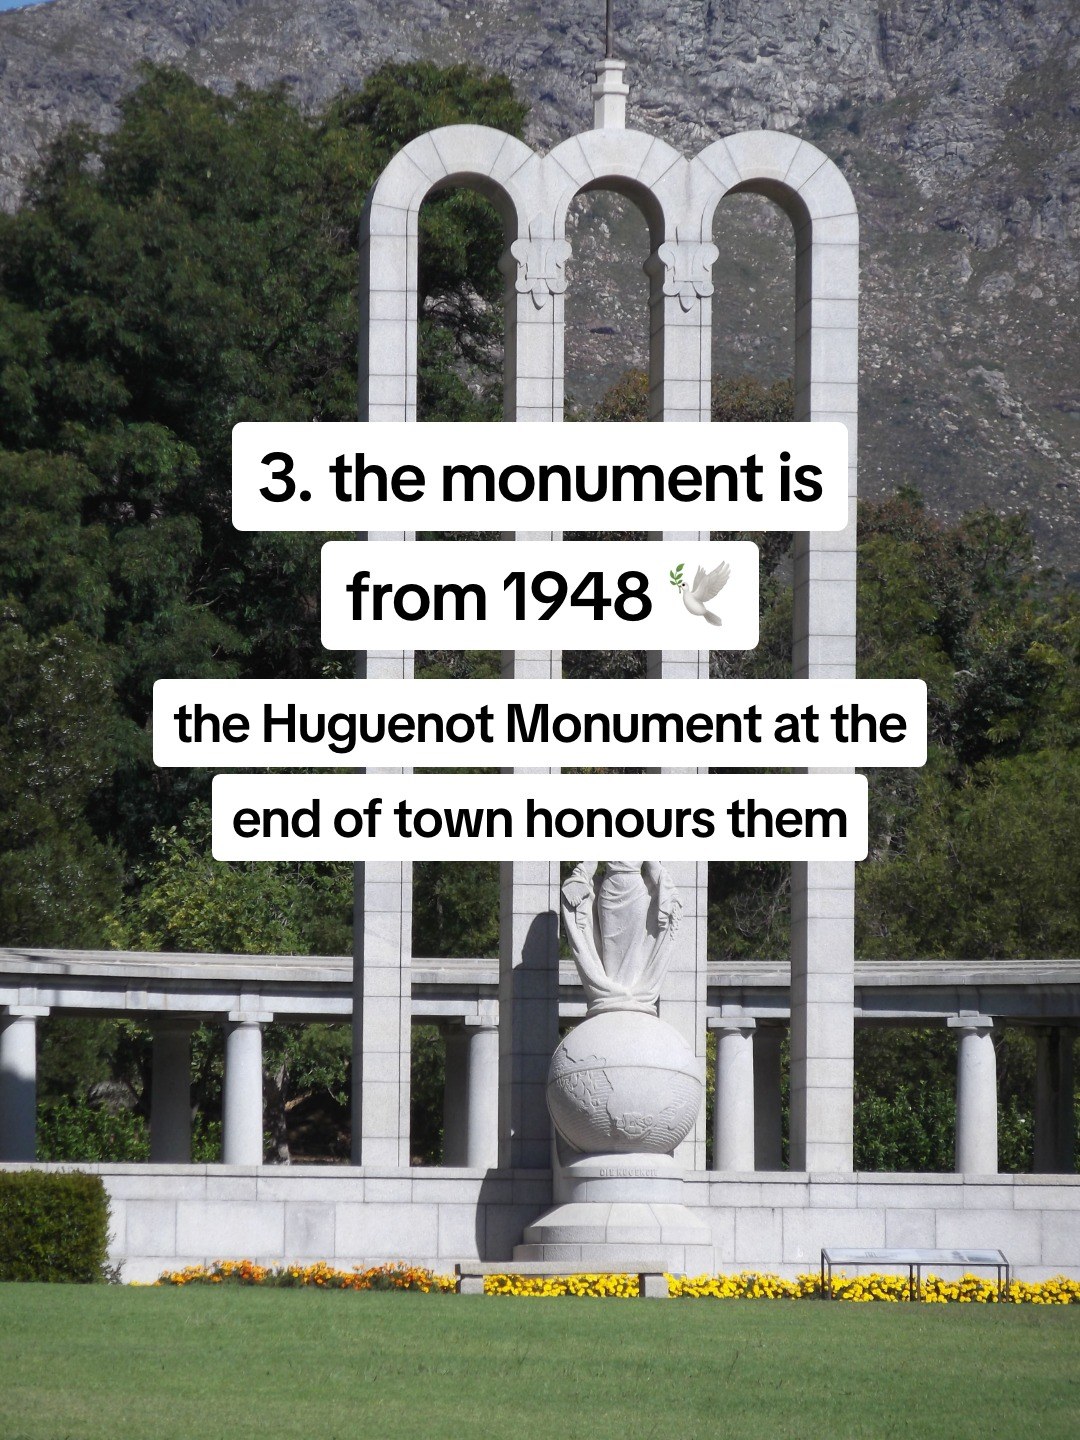 3. the monument is
from 1948 🕊️
the Huguenot Monument at the
end of town honours them